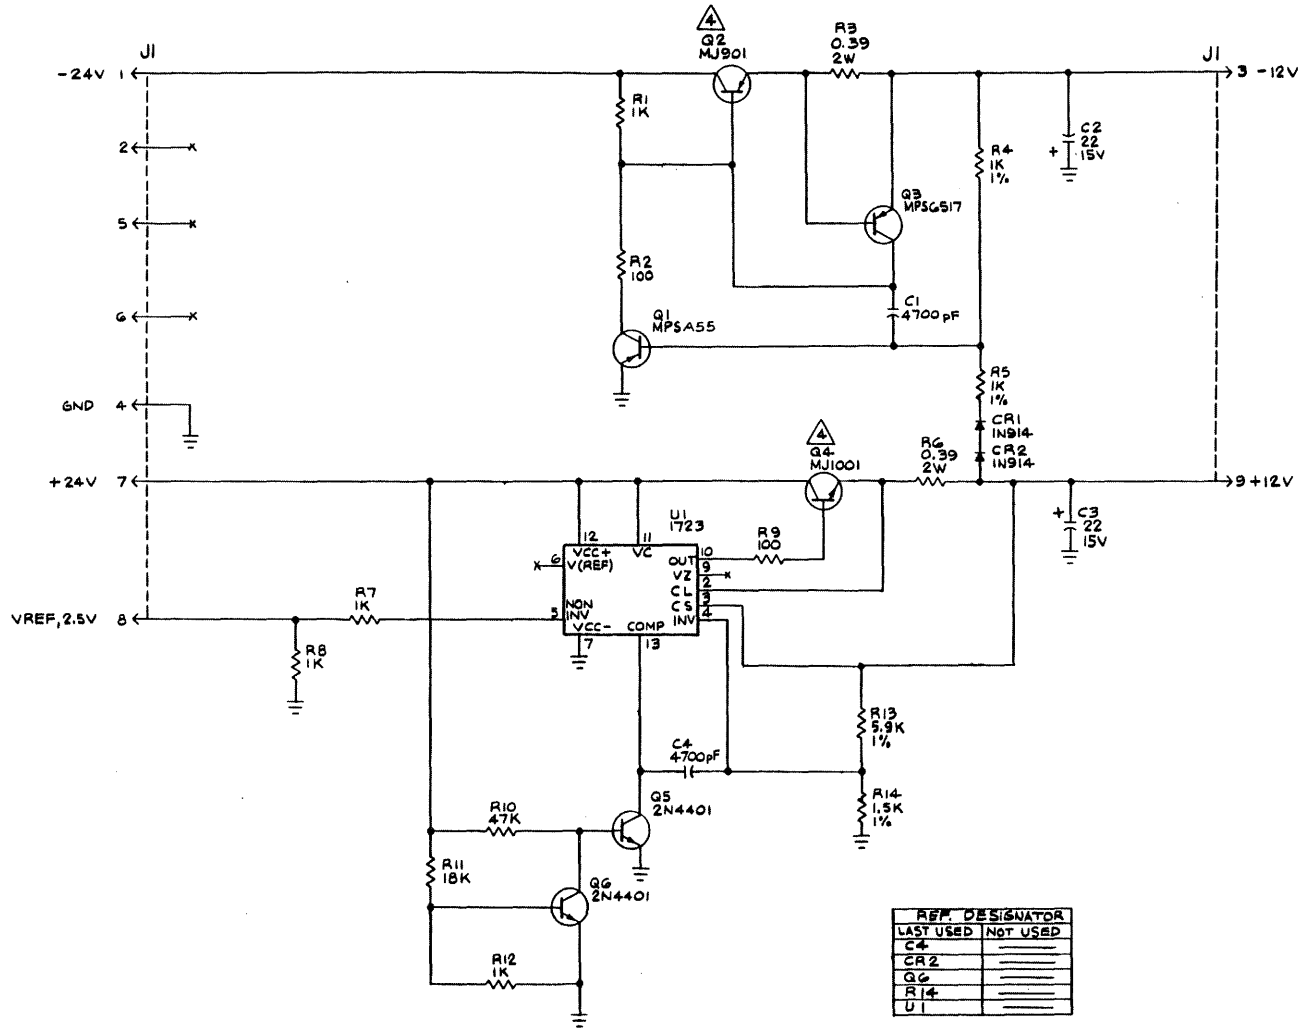 4
Q2
MJ901
R3
0.39
2W
J1
J1
-24V 1
3 -12V
R1
1K
2
C2
22
15V
+
R4
1K
1%
Q3
MPS6517
5
R2
100
C1
4700pF
6
Q1
MPSA55
R5
1K
1%
GND 4
CR1
1N914
CR2
1N914
4
Q4
MJ1001
R6
0.39
2W
+24V 7
9 +12V
U1
1723
+
C3
22
15V
12
11
VCC+
VC
6
V(REF)
OUT
10
R9
100
VZ
9
CL
2
CS
3
INV
4
NON
INV
5
VCC-
COMP
7
13
R7
1K
VREF, 2.5V 8
R8
1K
R13
5.9K
1%
C4
4700pF
R14
1.5K
1%
Q5
2N4401
R10
47K
R11
18K
Q6
2N4401
R12
1K
REF. DESIGNATOR
LAST USED NOT USED
C4
CR2
Q6
R14
U1